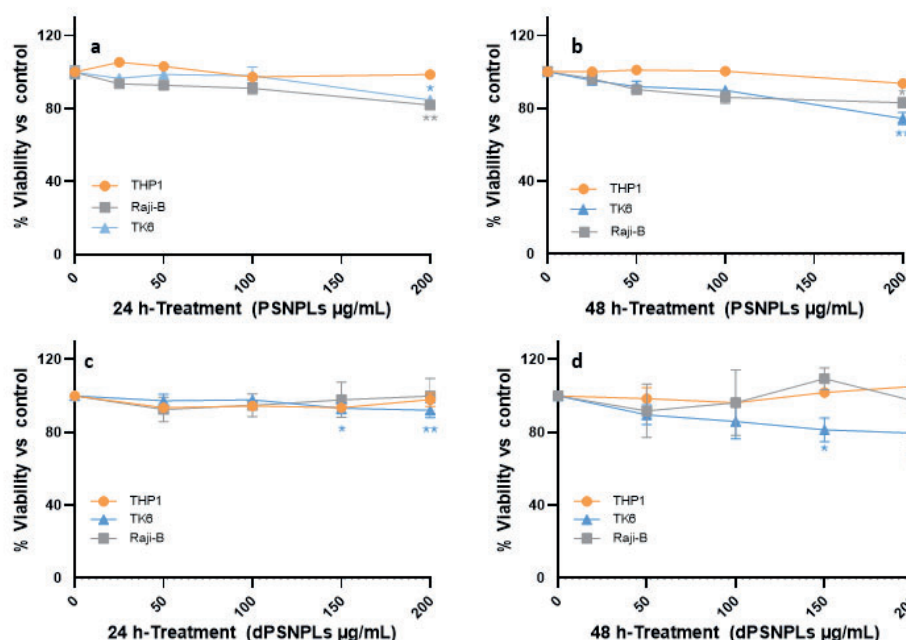 a
% Viability vs control
120
80
40
0
THP1
Raji-B
TK6
*
**
0 50 100 150 200
24 h-Treatment (PSNPLs µg/mL)
b
% Viability vs control
120
80
40
0
THP1
TK6
Raji-B
*
**
0 50 100 150 200
48 h-Treatment (PSNPLs µg/mL)
c
% Viability vs control
120
80
40
0
THP1
TK6
Raji-B
*
**
0 50 100 150 200
24 h-Treatment (dPSNPLs µg/mL)
d
% Viability vs control
120
80
40
0
THP1
TK6
Raji-B
*
0 50 100 150 200
48 h-Treatment (dPSNPLs µg/mL)